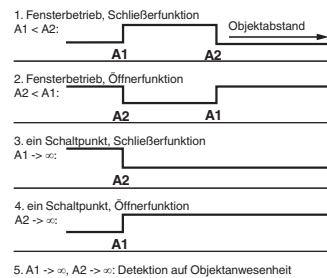 1. Fensterbetrieb, Schließerfunktion
A1 < A2:
Objektabstand
A1 A2
2. Fensterbetrieb, Öffnerfunktion
A2 < A1:
A2 A1
3. ein Schaltpunkt, Schließerfunktion
A1 -> ∞:
A2
4. ein Schaltpunkt, Öffnerfunktion
A2 -> ∞:
A1
5. A1 -> ∞, A2 -> ∞: Detektion auf Objektanwesenheit